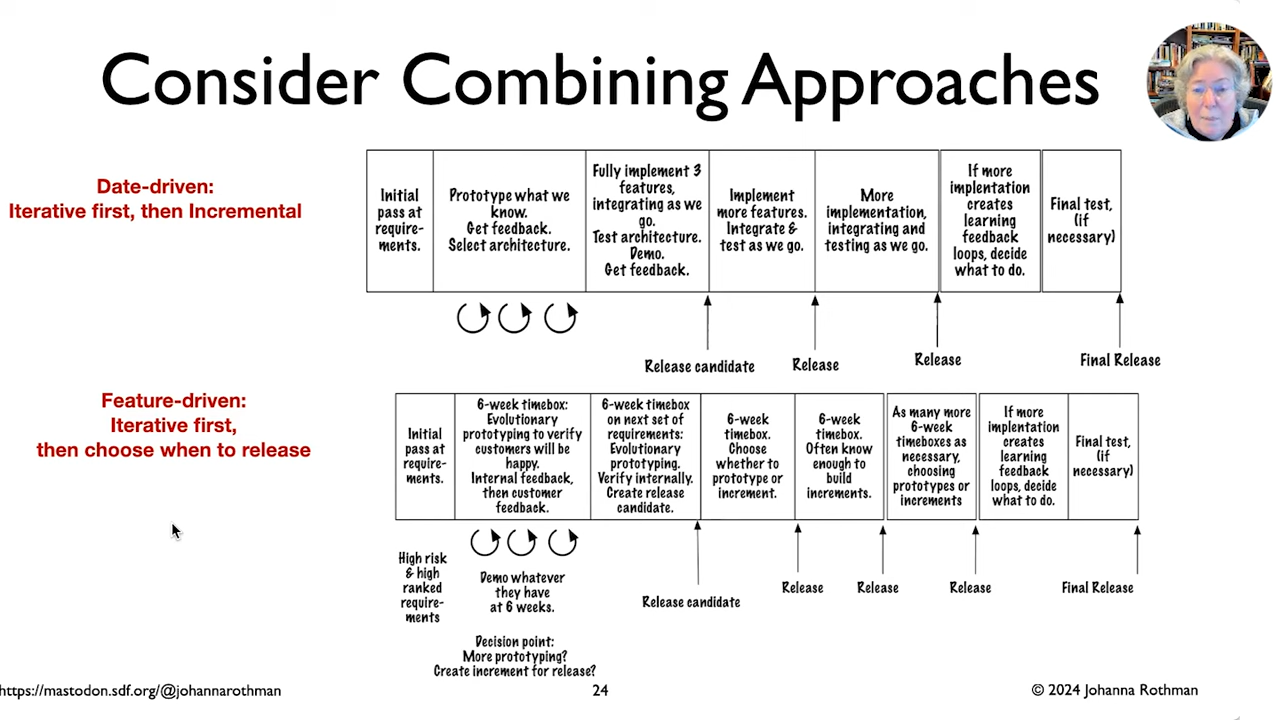 Consider Combining Approaches
Date-driven:
Iterative first, then Incremental
Initial
pass at
require-
ments.
Prototype what we
know.
Get feedback.
Select architecture.
Fully implement 3
features,
integrating as we
go.
Test architecture.
Demo.
Get feedback.
Implement
more features.
Integrate &
test as we go.
More
implementation,
integrating and
testing as we go.
If more
implentation
creates
learning
feedback
loops, decide
what to do.
Final test,
(if
necessary)
Release candidate
Release
Release
Final Release
Feature-driven:
Iterative first,
then choose when to release
Initial
pass at
require-
ments.
6-week timebox:
Evolutionary
prototyping to verify
customers will be
happy.
Internal feedback,
then customer
feedback.
6-week timebox
on next set of
requirements:
Evolutionary
prototyping.
Verify internally.
Create release
candidate.
6-week
timebox.
Choose
whether to
prototype or
increment.
6-week
timebox.
Often know
enough to
build
increments.
As many more
6-week
timeboxes as
necessary,
choosing
prototypes or
increments
If more
implentation
creates
learning
feedback
loops, decide
what to do.
Final test,
(if
necessary)
High risk
& high
ranked
require-
ments
Demo whatever
they have
at 6 weeks.
Decision point:
More prototyping?
Create increment for release?
Release candidate
Release
Release
Release
Final Release
https://mastodon.sdf.org/@johannarothman
24
© 2024 Johanna Rothman